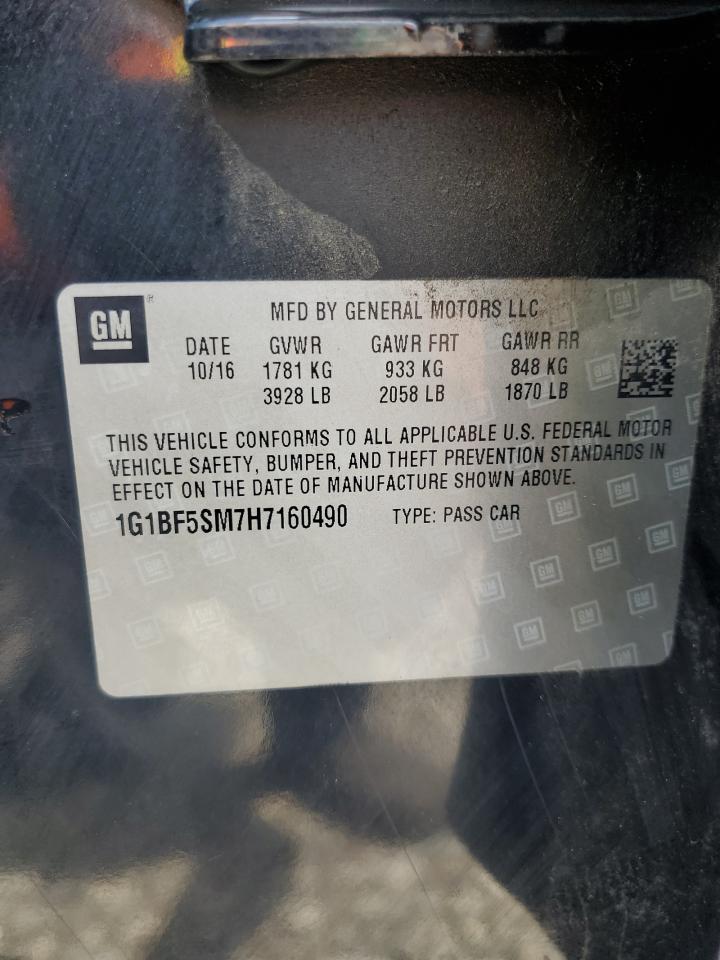 GM
MFD BY GENERAL MOTORS LLC
DATE GVWR GAWR FRT GAWR RR
10/16 1781 KG 933 KG 848 KG
3928 LB 2058 LB 1870 LB
THIS VEHICLE CONFORMS TO ALL APPLICABLE U.S. FEDERAL MOTOR
VEHICLE SAFETY, BUMPER, AND THEFT PREVENTION STANDARDS IN
EFFECT ON THE DATE OF MANUFACTURE SHOWN ABOVE.
1G1BF5SM7H7160490 TYPE: PASS CAR